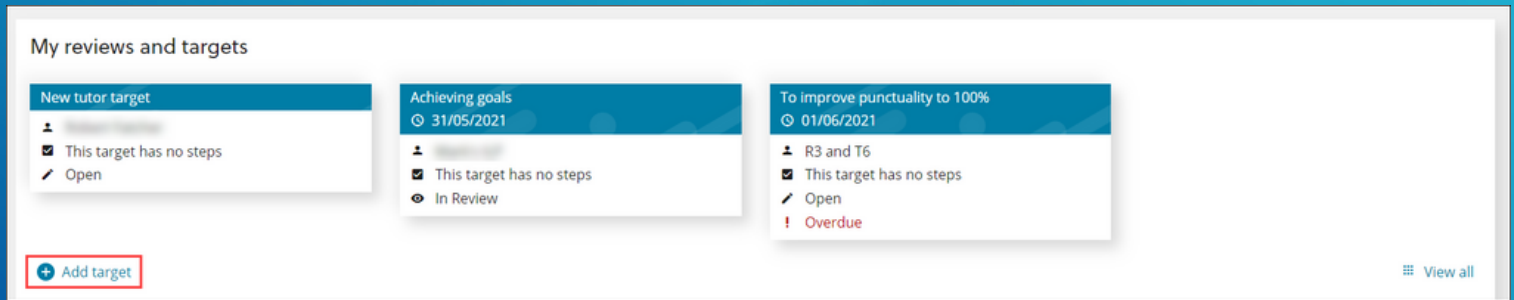 My reviews and targets
New tutor target
This target has no steps
Open
Achieving goals
31/05/2021
This target has no steps
In Review
To improve punctuality to 100%
01/06/2021
R3 and T6
This target has no steps
Open
! Overdue
Add target
View all